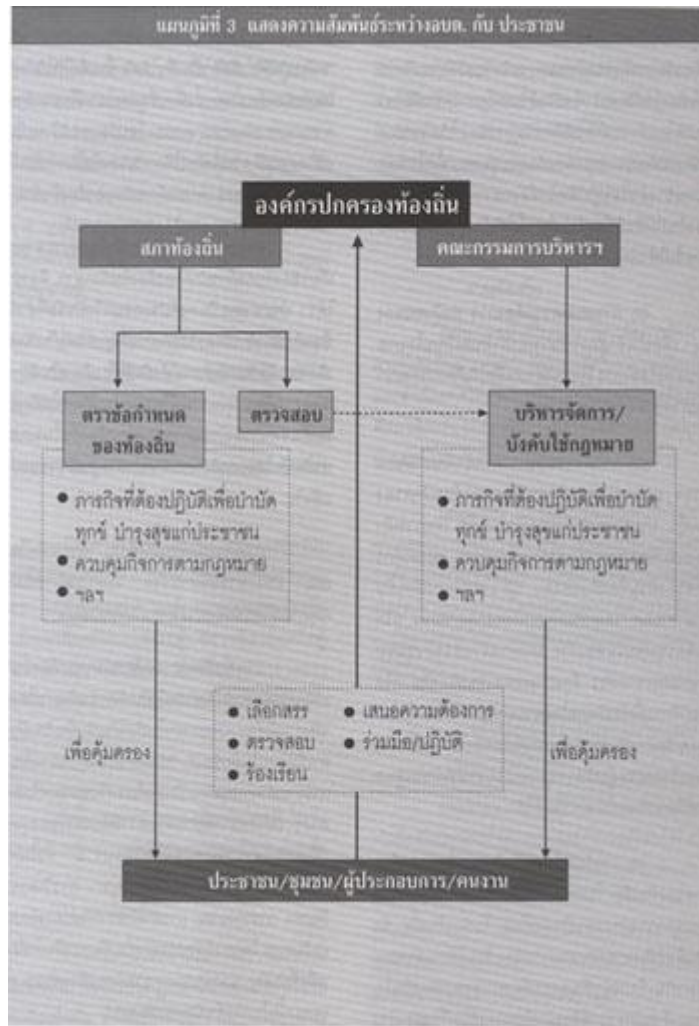 แผนภูมิที่ 3 แสดงความสัมพันธ์ระหว่างอบต. กับ ประชาชน
องค์กรปกครองท้องถิ่น
สภาท้องถิ่น
คณะกรรมการบริหารฯ
ตราข้อกำหนด
ของท้องถิ่น
ตรวจสอบ
บริหารจัดการ/
บังคับใช้กฎหมาย
● ภารกิจที่ต้องปฏิบัติเพื่อบำบัด
ทุกข์ บำรุงสุขแก่ประชาชน
● ควบคุมกิจการตามกฎหมาย
● ฯลฯ
● ภารกิจที่ต้องปฏิบัติเพื่อบำบัด
ทุกข์ บำรุงสุขแก่ประชาชน
● ควบคุมกิจการตามกฎหมาย
● ฯลฯ
เพื่อคุ้มครอง
● เลือกสรร ● เสนอความต้องการ
● ตรวจสอบ ● ร่วมมือ/ปฏิบัติ
● ร้องเรียน
เพื่อคุ้มครอง
ประชาชน/ชุมชน/ผู้ประกอบการ/คนงาน